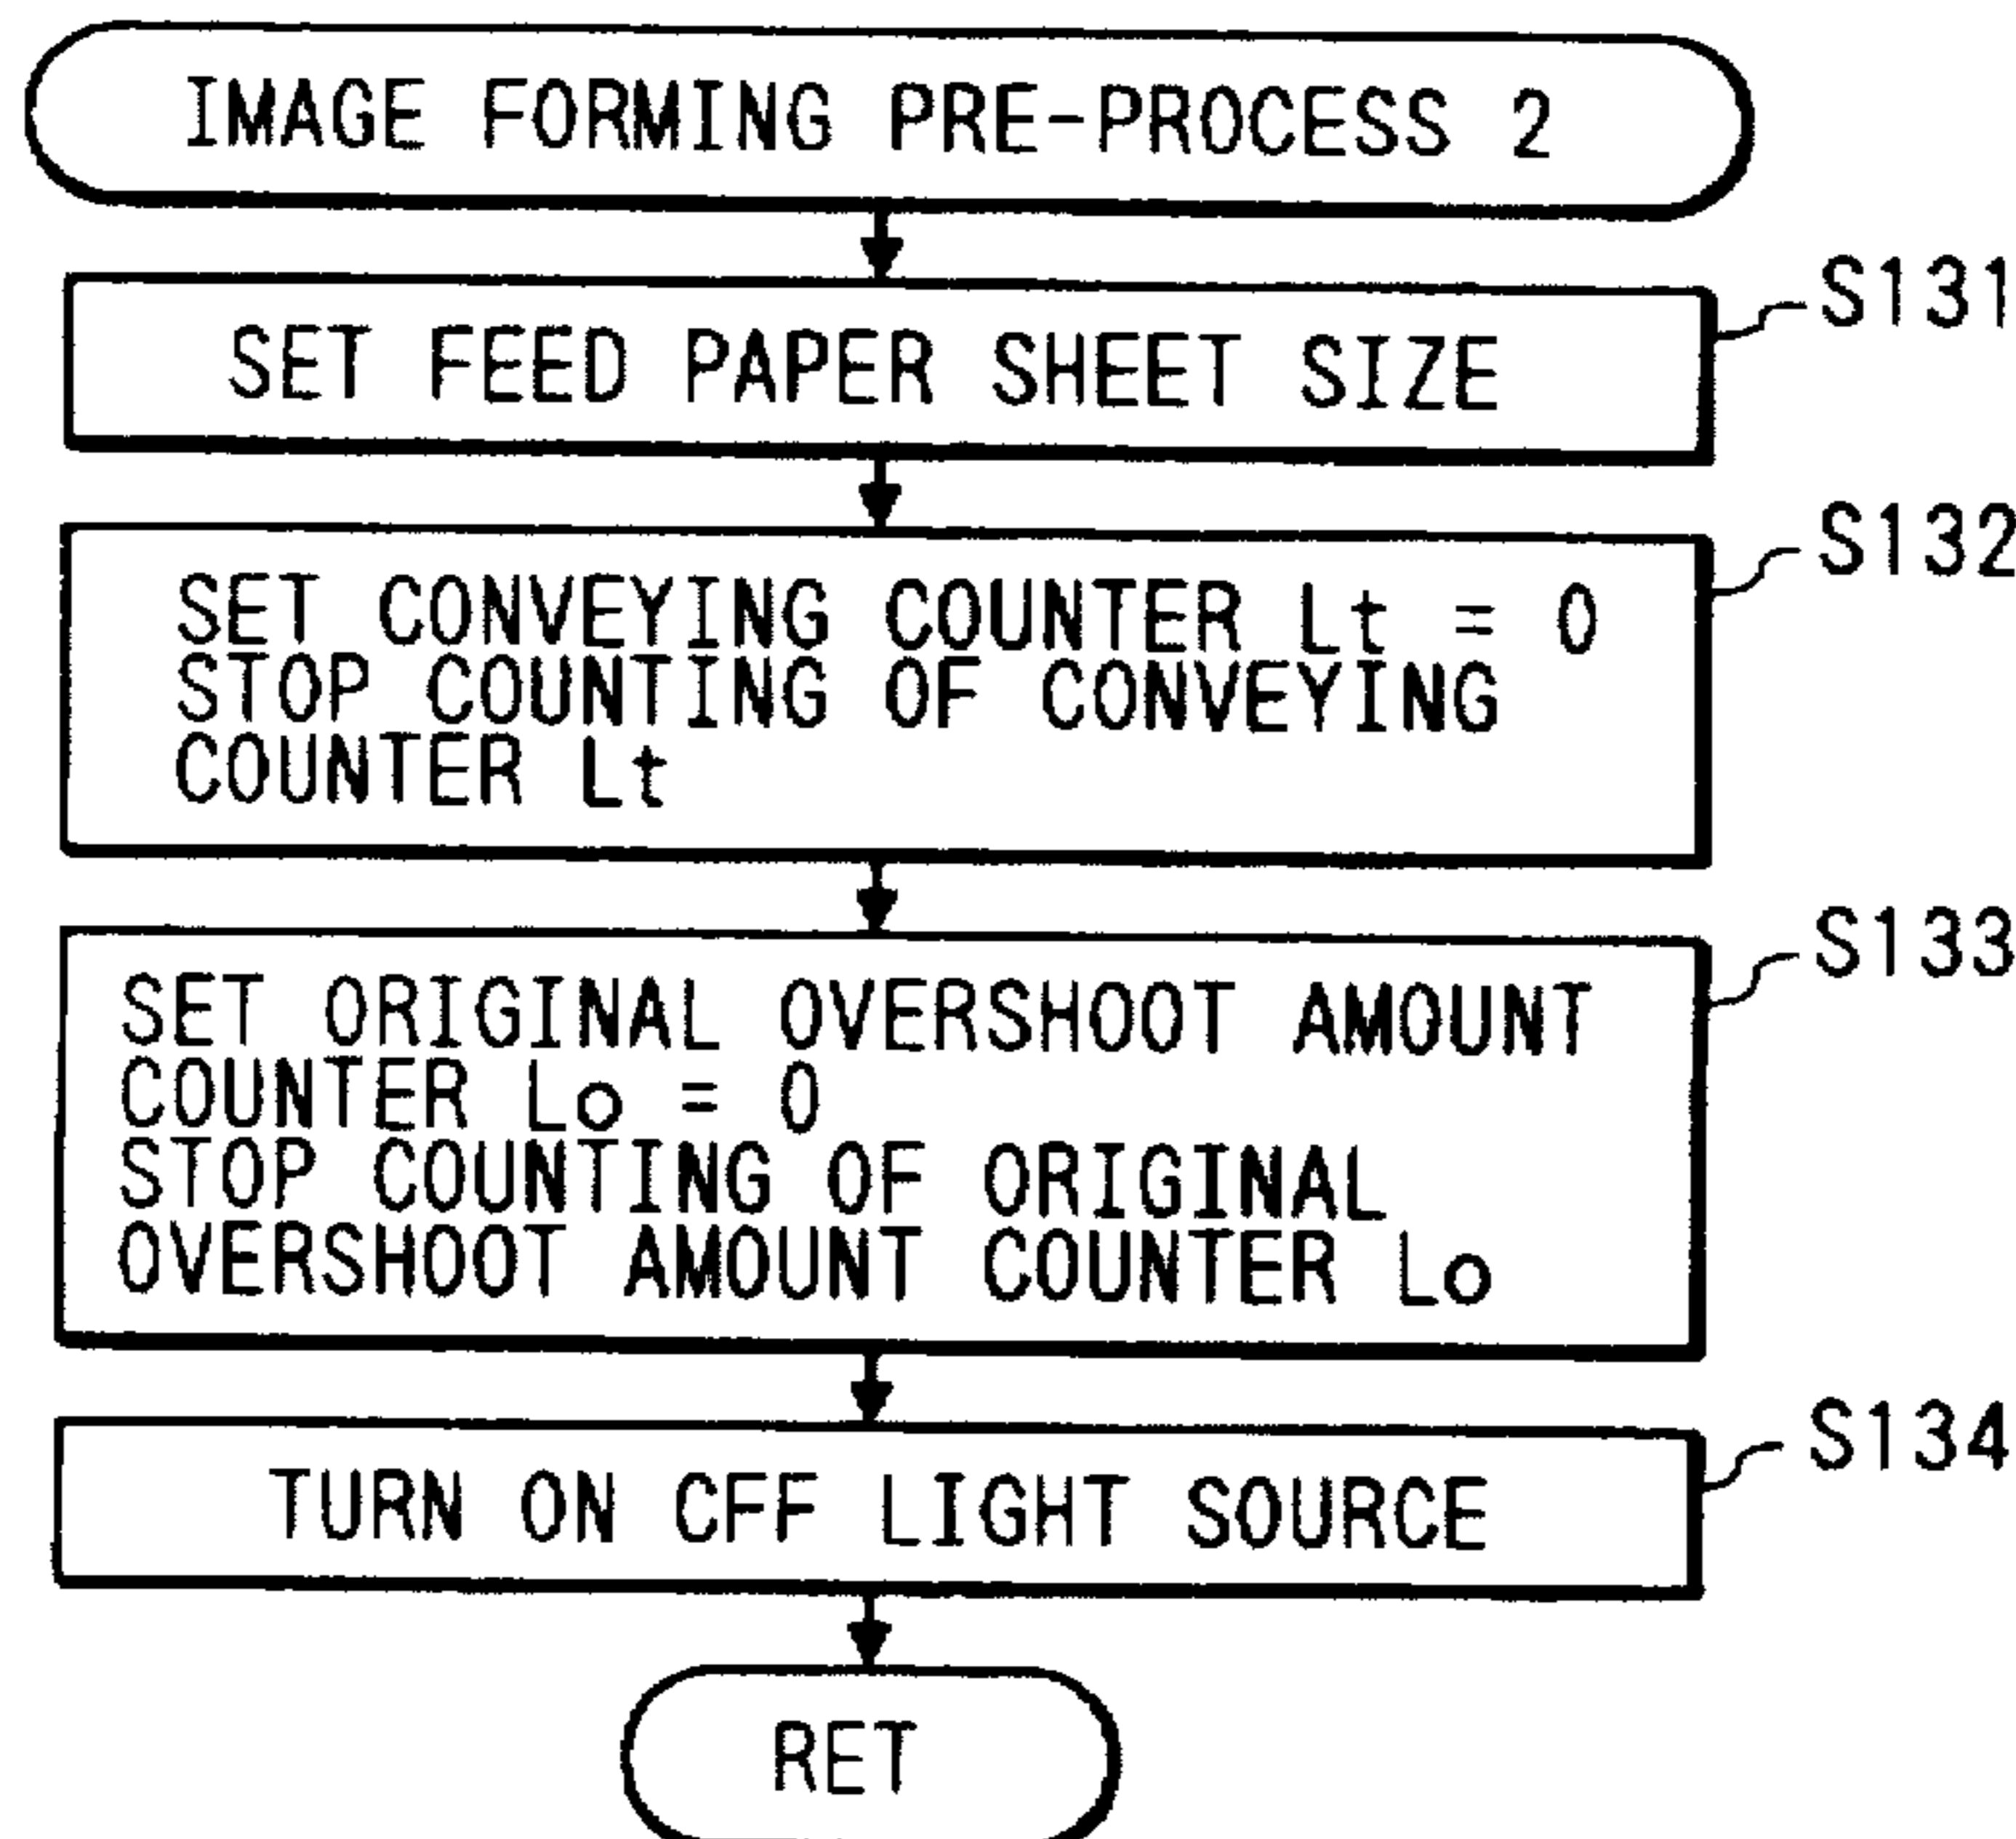 IMAGE FORMING PRE-PROCESS 2
S131
SET FEED PAPER SHEET SIZE
S132
SET CONVEYING COUNTER Lt = 0
STOP COUNTING OF CONVEYING
COUNTER Lt
S133
SET ORIGINAL OVERSHOOT AMOUNT
COUNTER Lo = 0
STOP COUNTING OF ORIGINAL
OVERSHOOT AMOUNT COUNTER Lo
S134
TURN ON CFF LIGHT SOURCE
RET